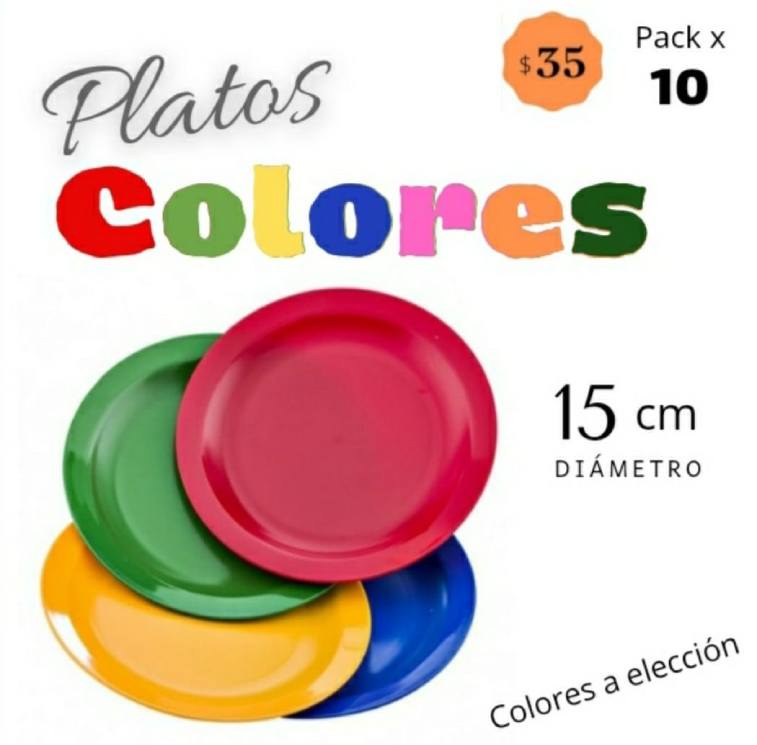 Platos
Colores
$35
Pack x
10
15 cm
DIÁMETRO
Colores a elección